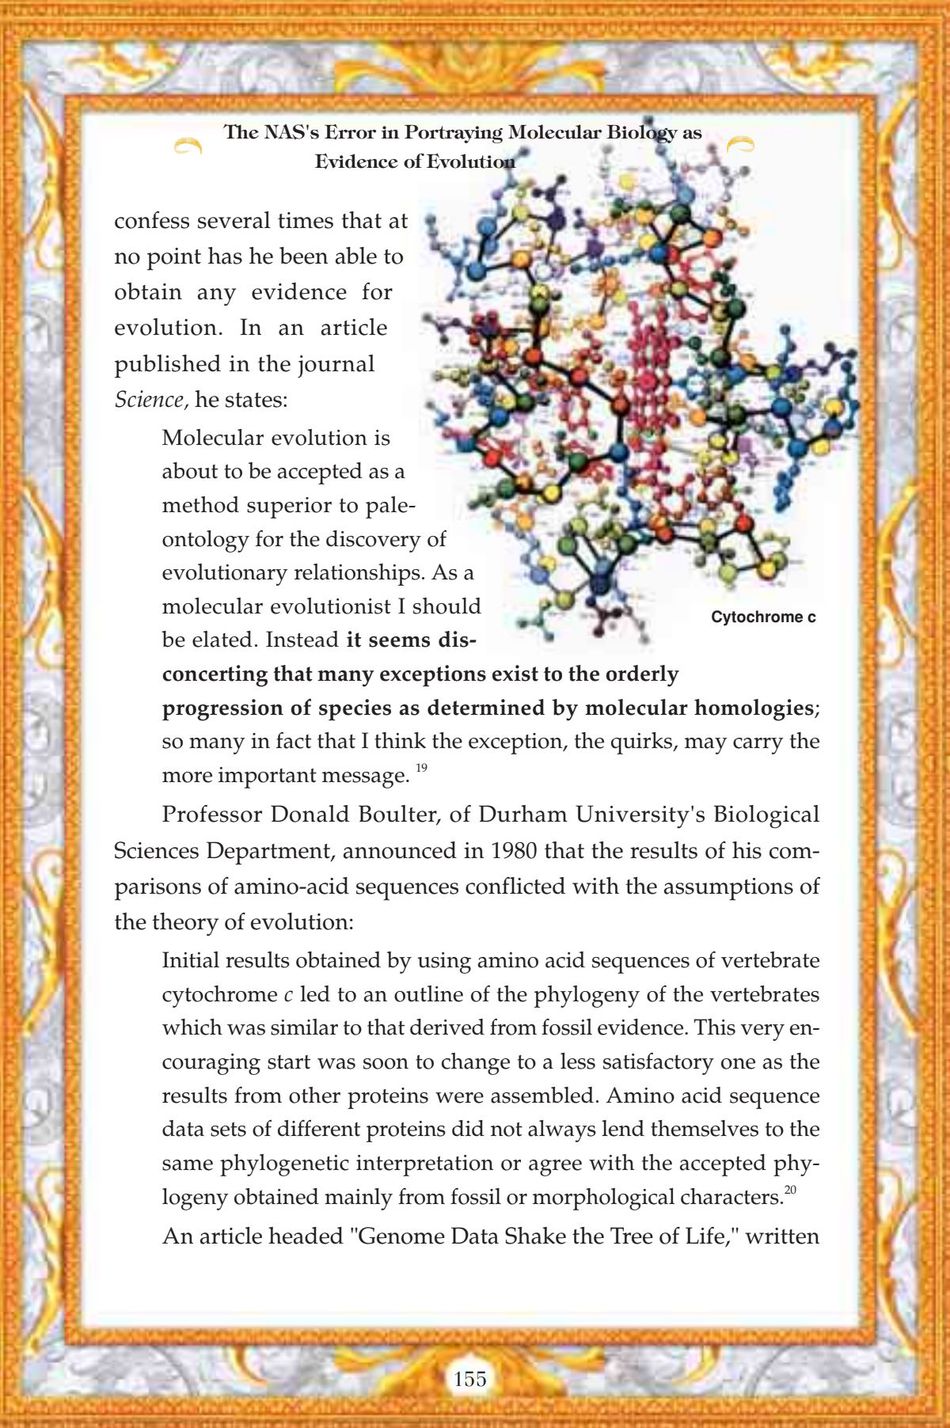 The NAS's Error in Portraying Molecular Biology as
Evidence of Evolution
confess several times that at
no point has he been able to
obtain any evidence for
evolution. In an article
published in the journal
Science, he states:
Molecular evolution is
about to be accepted as a
method superior to pale-
ontology for the discovery of
evolutionary relationships. As a
molecular evolutionist I should
be elated. Instead it seems dis-
concerting that many exceptions exist to the orderly
progression of species as determined by molecular homologies;
so many in fact that I think the exception, the quirks, may carry the
more important message. 19
Cytochrome c
Professor Donald Boulter, of Durham University's Biological
Sciences Department, announced in 1980 that the results of his com-
parisons of amino-acid sequences conflicted with the assumptions of
the theory of evolution:
Initial results obtained by using amino acid sequences of vertebrate
cytochrome c led to an outline of the phylogeny of the vertebrates
which was similar to that derived from fossil evidence. This very en-
couraging start was soon to change to a less satisfactory one as the
results from other proteins were assembled. Amino acid sequence
data sets of different proteins did not always lend themselves to the
same phylogenetic interpretation or agree with the accepted phy-
logeny obtained mainly from fossil or morphological characters.20
An article headed "Genome Data Shake the Tree of Life," written
155